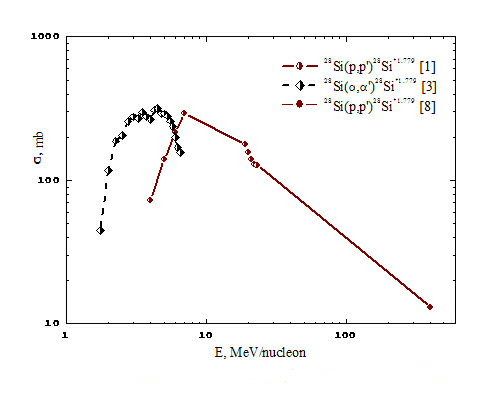 1000
²⁸Si(p,p')²⁸Si*¹·⁷⁷⁹ [1]
²⁸Si(α,α')²⁸Si*¹·⁷⁷⁹ [3]
²⁸Si(p,p')²⁸Si*¹·⁷⁷⁹ [8]
σ, mb
100
10
1 10 100
E, MeV/nucleon